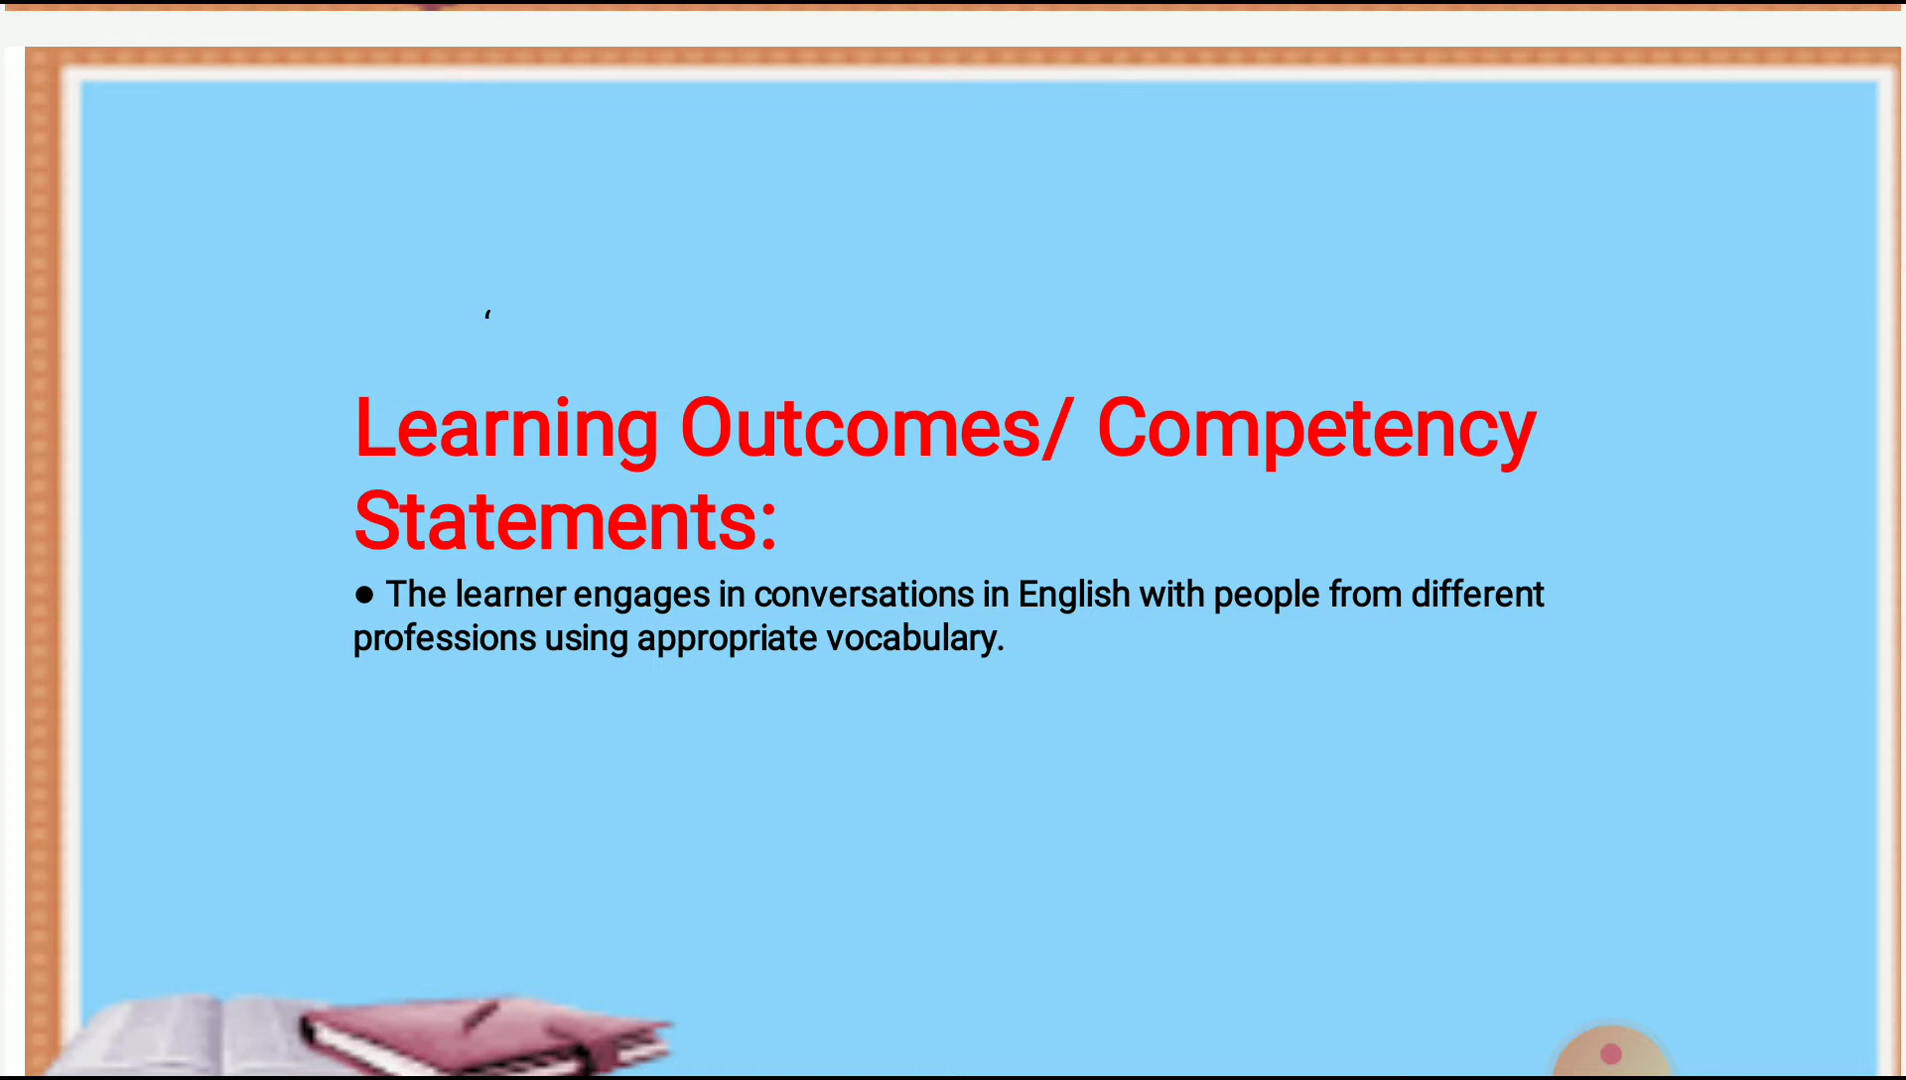 ‘
Learning Outcomes/ Competency
Statements:
● The learner engages in conversations in English with people from different
professions using appropriate vocabulary.